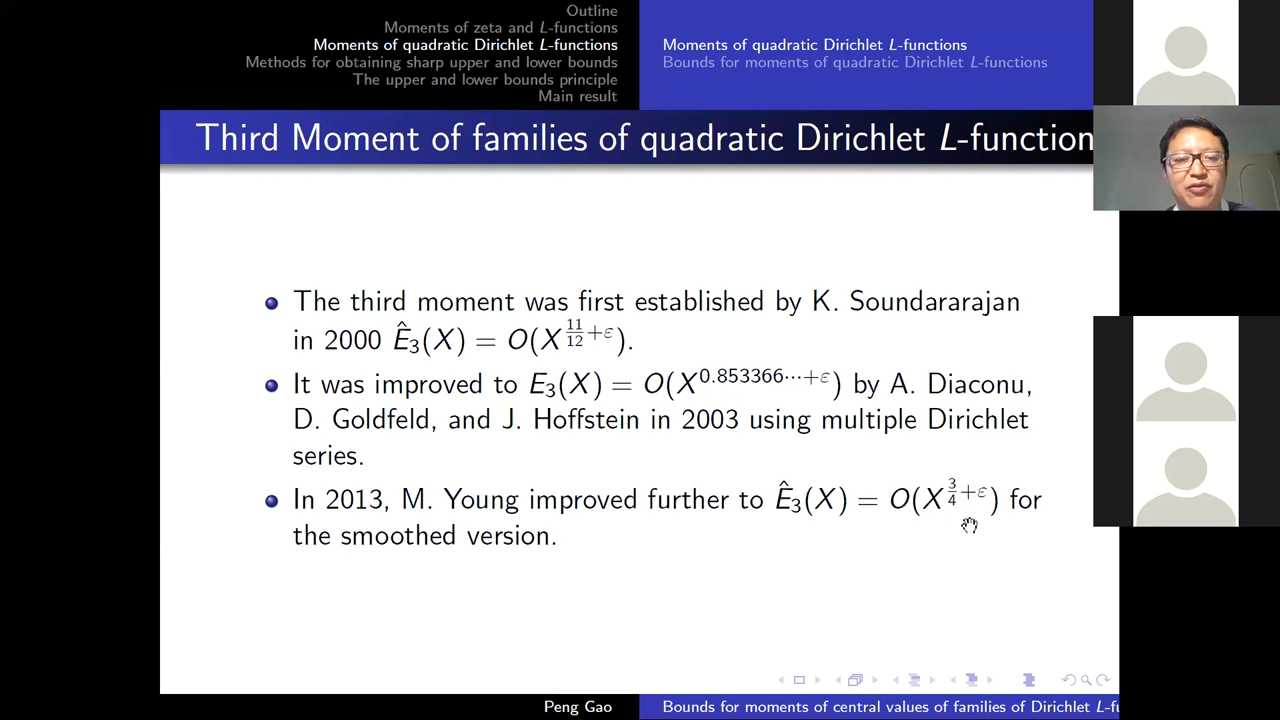 Outline
Moments of zeta and L-functions
Moments of quadratic Dirichlet L-functions
Methods for obtaining sharp upper and lower bounds
The upper and lower bounds principle
Main result
Moments of quadratic Dirichlet L-functions
Bounds for moments of quadratic Dirichlet L-functions
Third Moment of families of quadratic Dirichlet L-function
The third moment was first established by K. Soundararajan
in 2000 Ê₃(X) = O(X^{11/12+ε}).
It was improved to E₃(X) = O(X^{0.853366⋯+ε}) by A. Diaconu,
D. Goldfeld, and J. Hoffstein in 2003 using multiple Dirichlet
series.
In 2013, M. Young improved further to Ê₃(X) = O(X^{3/4+ε}) for
the smoothed version.
Peng Gao
Bounds for moments of central values of families of Dirichlet L-fu